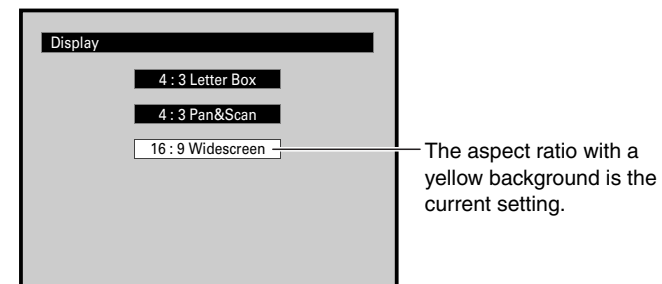 Display
4 : 3 Letter Box
4 : 3 Pan&Scan
16 : 9 Widescreen
The aspect ratio with a
yellow background is the
current setting.